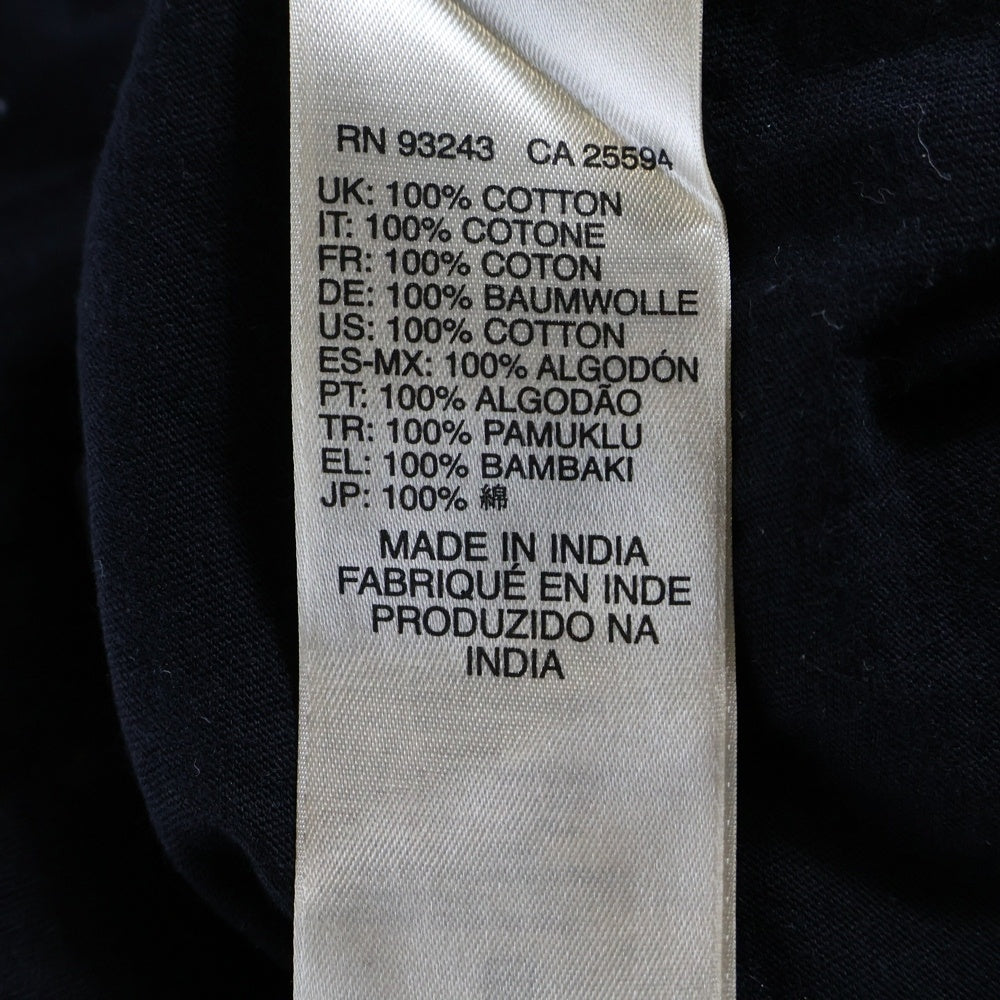 RN 93243 CA 25594
UK: 100% COTTON
IT: 100% COTONE
FR: 100% COTON
DE: 100% BAUMWOLLE
US: 100% COTTON
ES-MX: 100% ALGODÓN
PT: 100% ALGODÃO
TR: 100% PAMUKLU
EL: 100% BAMBAKI
JP: 100% 綿
MADE IN INDIA
FABRIQUÉ EN INDE
PRODUZIDO NA
INDIA